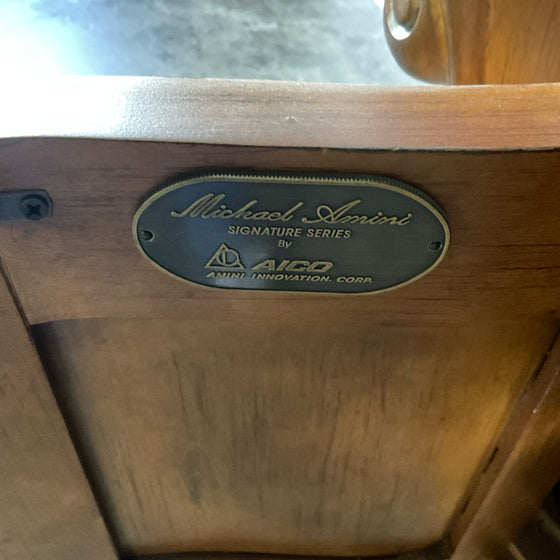 Michael Amini
SIGNATURE SERIES
By
AICO
AMINI INNOVATION. CORP.